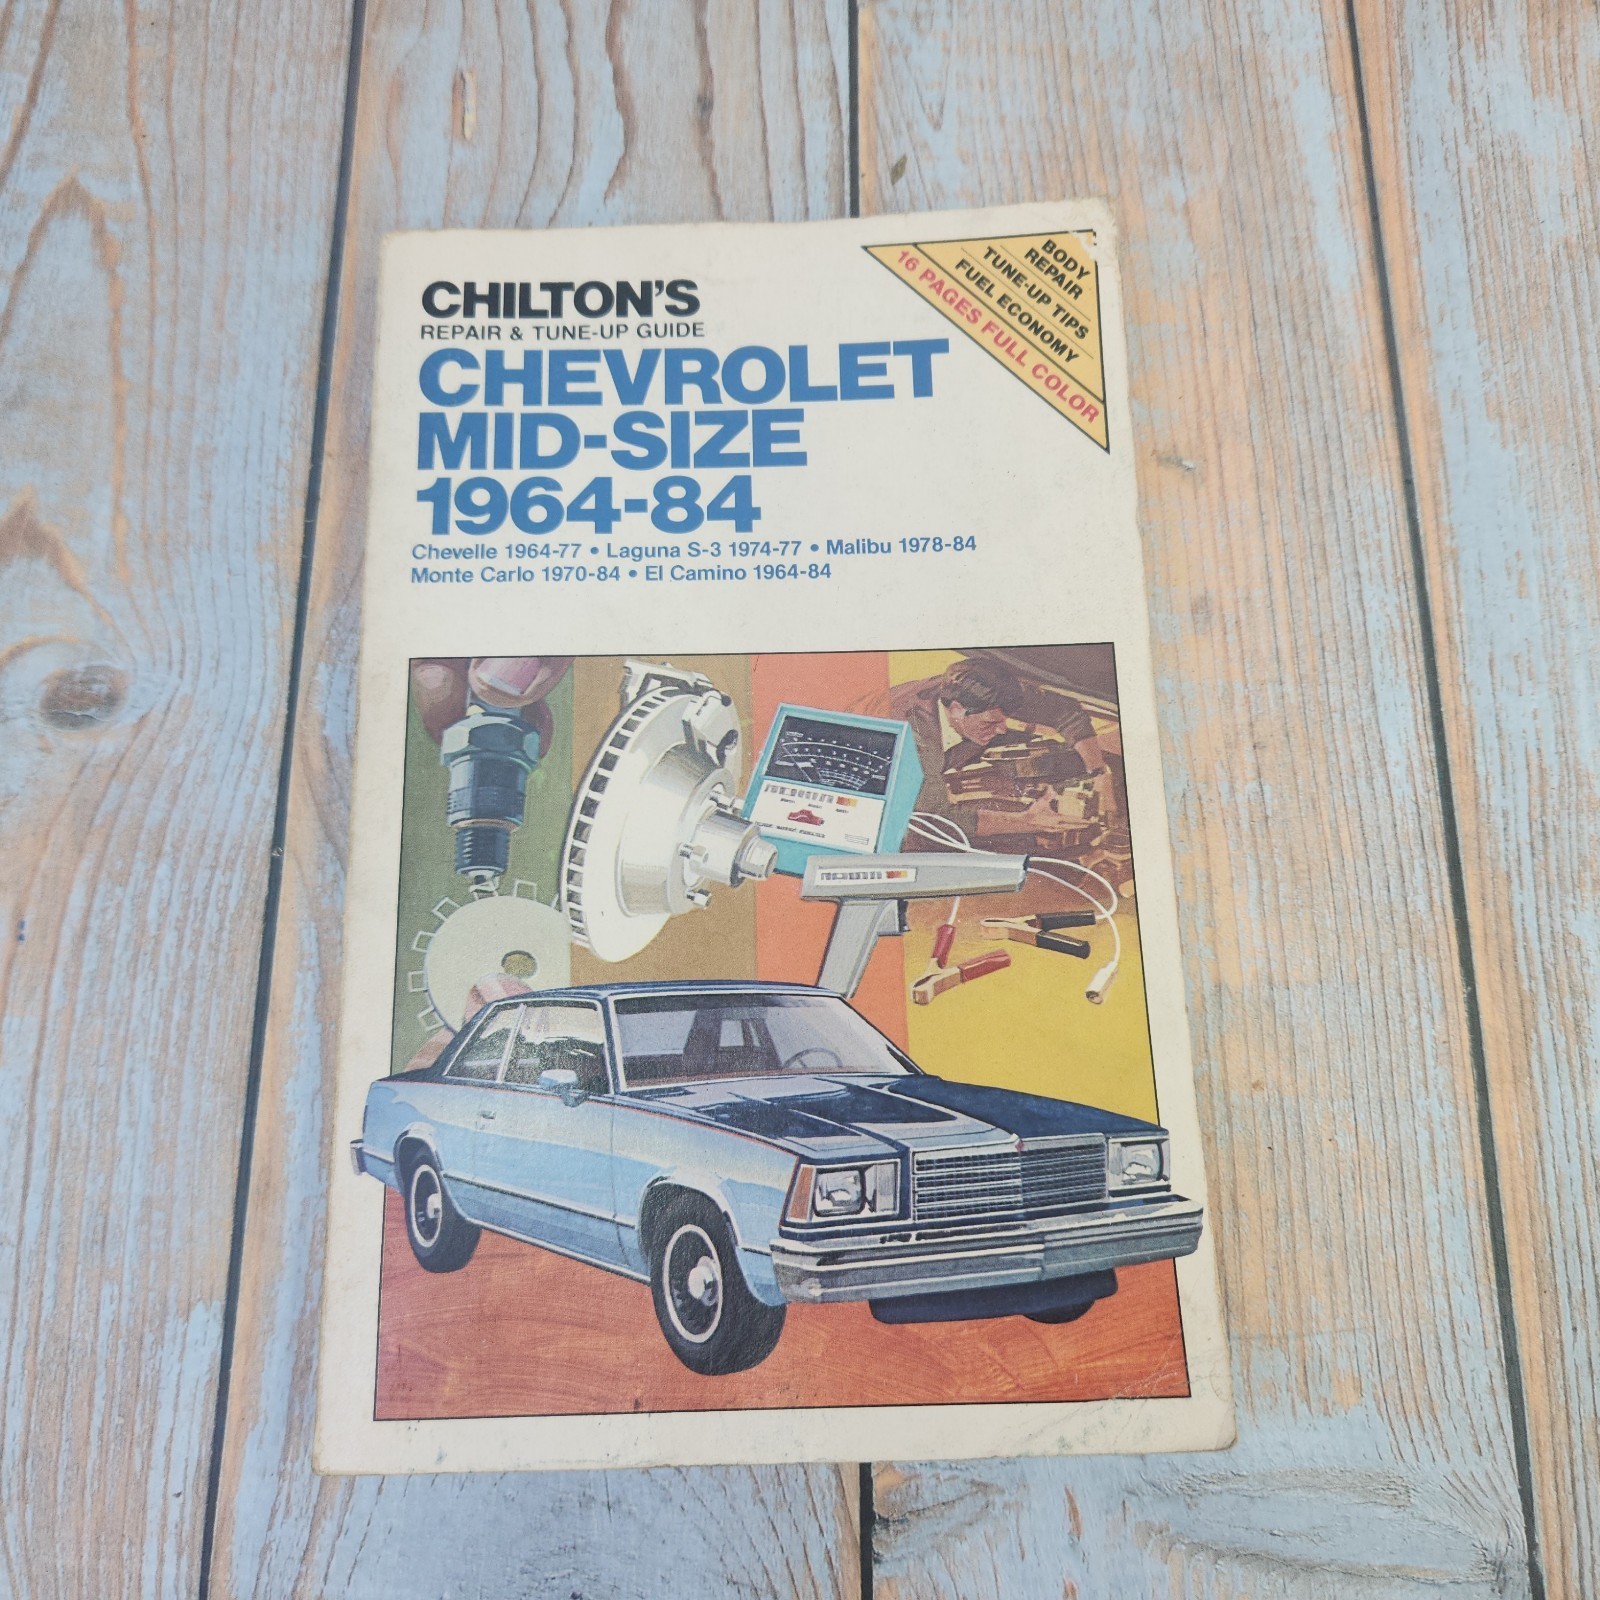 CHILTON'S
REPAIR & TUNE-UP GUIDE
CHEVROLET
MID-SIZE
1964-84
Chevelle 1964-77 • Laguna S-3 1974-77 • Malibu 1978-84
Monte Carlo 1970-84 • El Camino 1964-84
BODY
REPAIR
TUNE-UP TIPS
FUEL ECONOMY
16 PAGES FULL COLOR